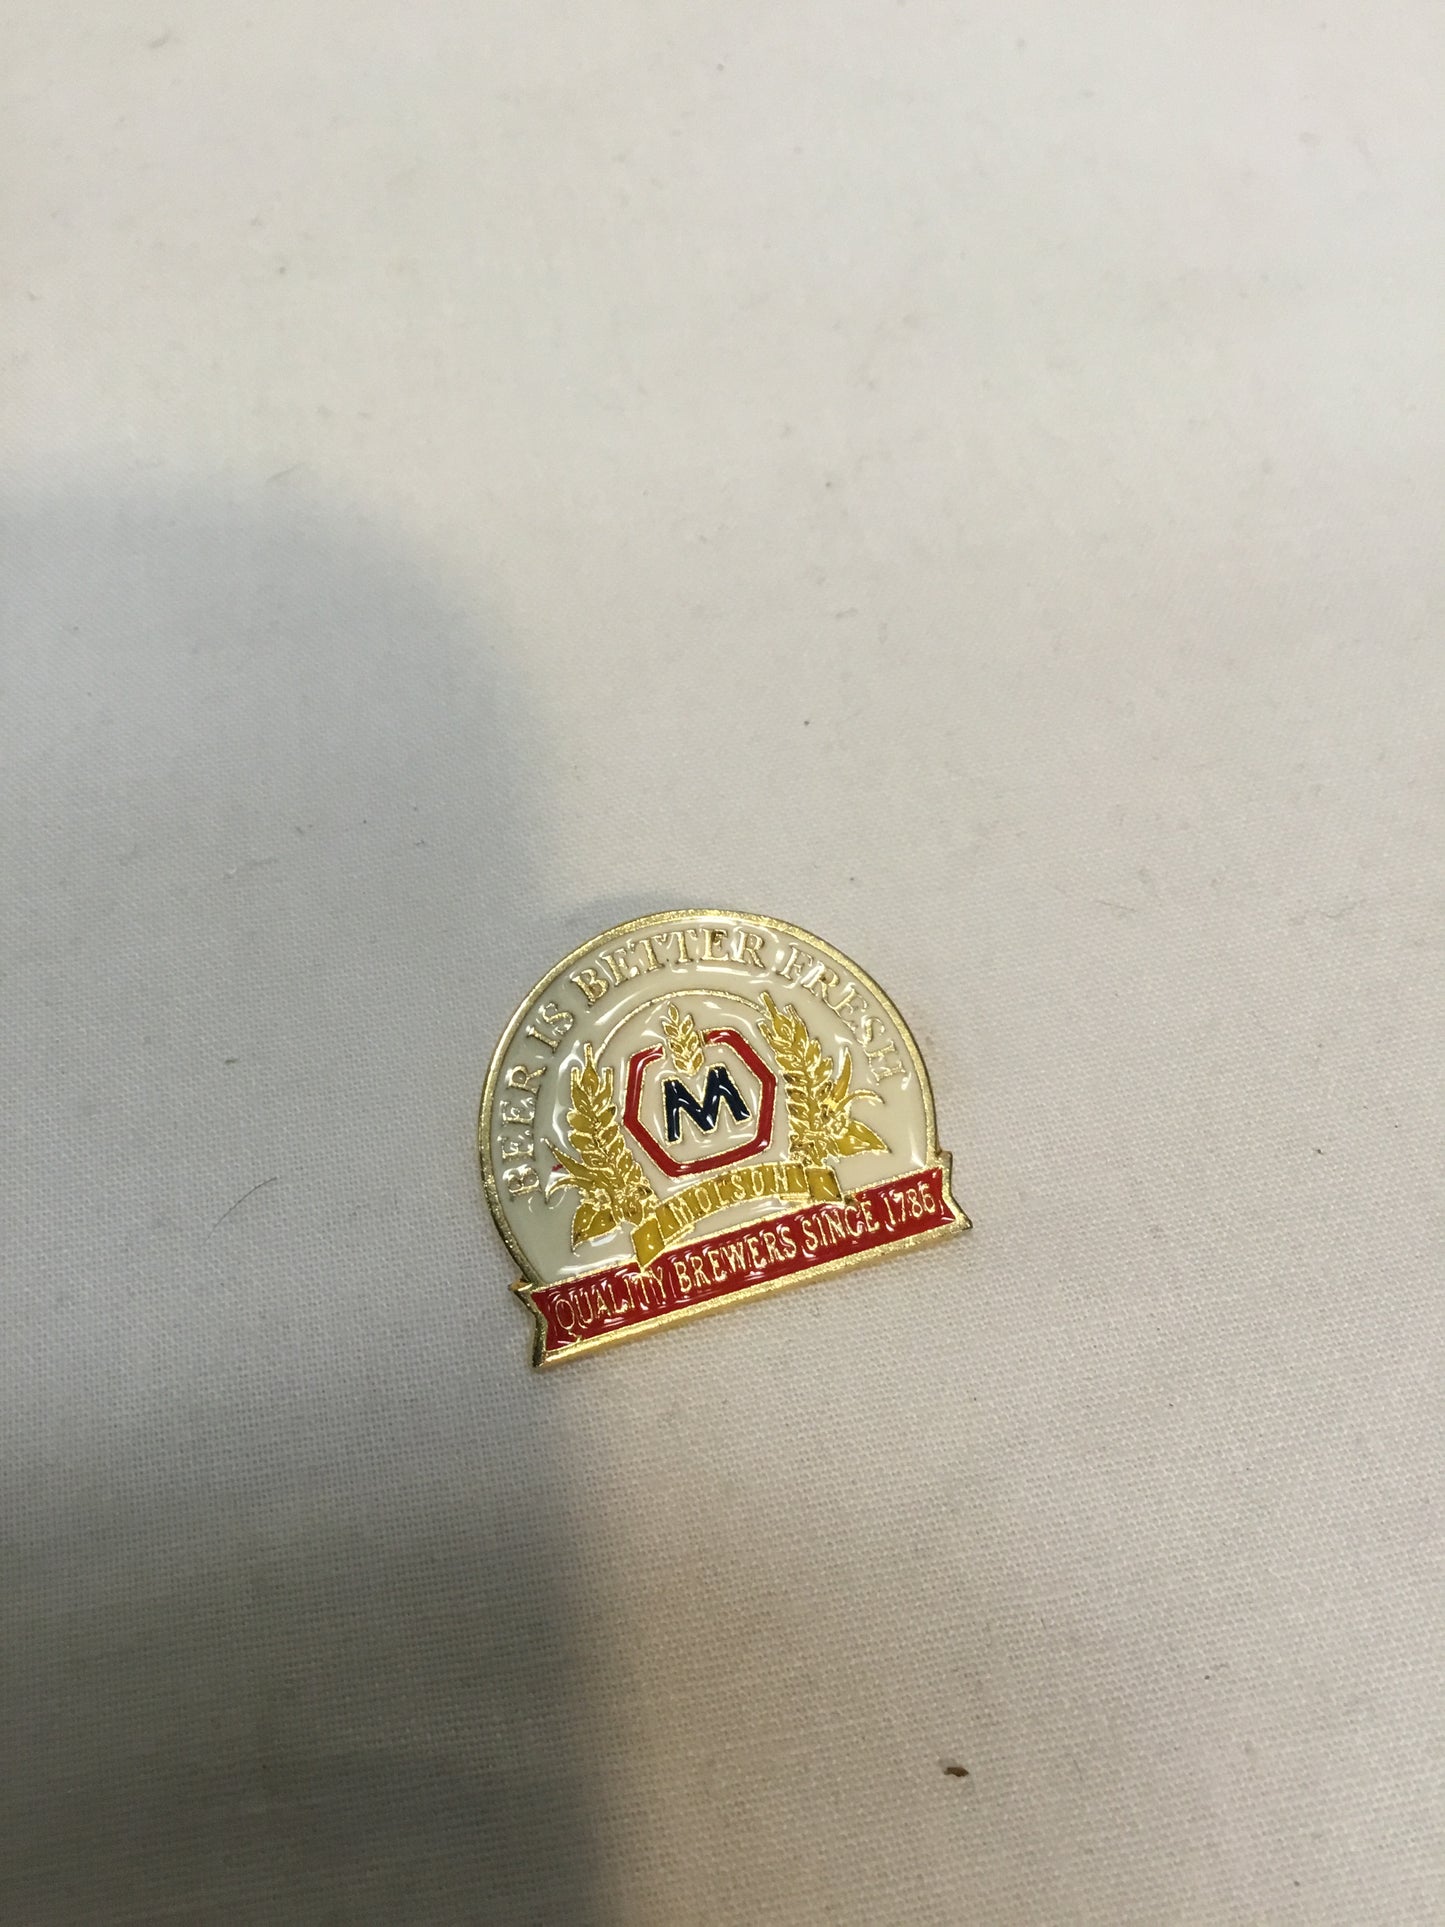 BEER IS BETTER FRESH
M
MOLSON
QUALITY BREWERS SINCE 1786